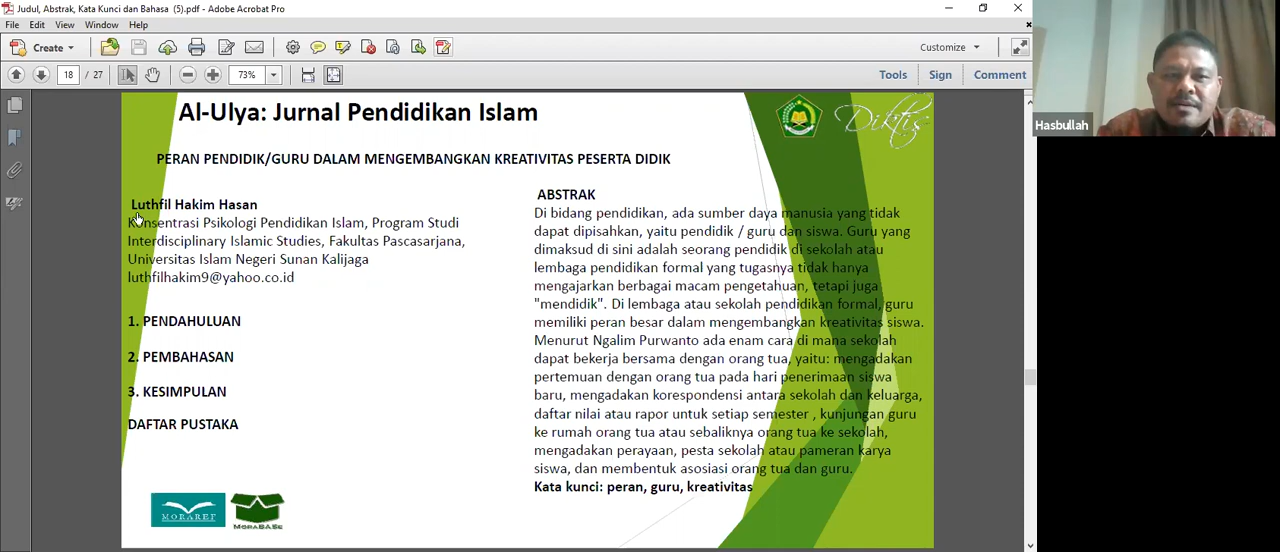 Judul, Abstrak, Kata Kunci dan Bahasa (5).pdf - Adobe Acrobat Pro
File Edit View Window Help
Create
Customize
18 / 27
73%
Tools Sign Comment
Al-Ulya: Jurnal Pendidikan Islam
Diktis
PERAN PENDIDIK/GURU DALAM MENGEMBANGKAN KREATIVITAS PESERTA DIDIK
Luthfil Hakim Hasan
Konsentrasi Psikologi Pendidikan Islam, Program Studi
Interdisciplinary Islamic Studies, Fakultas Pascasarjana,
Universitas Islam Negeri Sunan Kalijaga
luthfilhakim9@yahoo.co.id
1. PENDAHULUAN
2. PEMBAHASAN
3. KESIMPULAN
DAFTAR PUSTAKA
MORAREF
MORABASE
ABSTRAK
Di bidang pendidikan, ada sumber daya manusia yang tidak
dapat dipisahkan, yaitu pendidik / guru dan siswa. Guru yang
dimaksud di sini adalah seorang pendidik di sekolah atau
lembaga pendidikan formal yang tugasnya tidak hanya
mengajarkan berbagai macam pengetahuan, tetapi juga
"mendidik". Di lembaga atau sekolah pendidikan formal, guru
memiliki peran besar dalam mengembangkan kreativitas siswa.
Menurut Ngalim Purwanto ada enam cara di mana sekolah
dapat bekerja bersama dengan orang tua, yaitu: mengadakan
pertemuan dengan orang tua pada hari penerimaan siswa
baru, mengadakan korespondensi antara sekolah dan keluarga,
daftar nilai atau rapor untuk setiap semester , kunjungan guru
ke rumah orang tua atau sebaliknya orang tua ke sekolah,
mengadakan perayaan, pesta sekolah atau pameran karya
siswa, dan membentuk asosiasi orang tua dan guru.
Kata kunci: peran, guru, kreativitas
Hasbullah